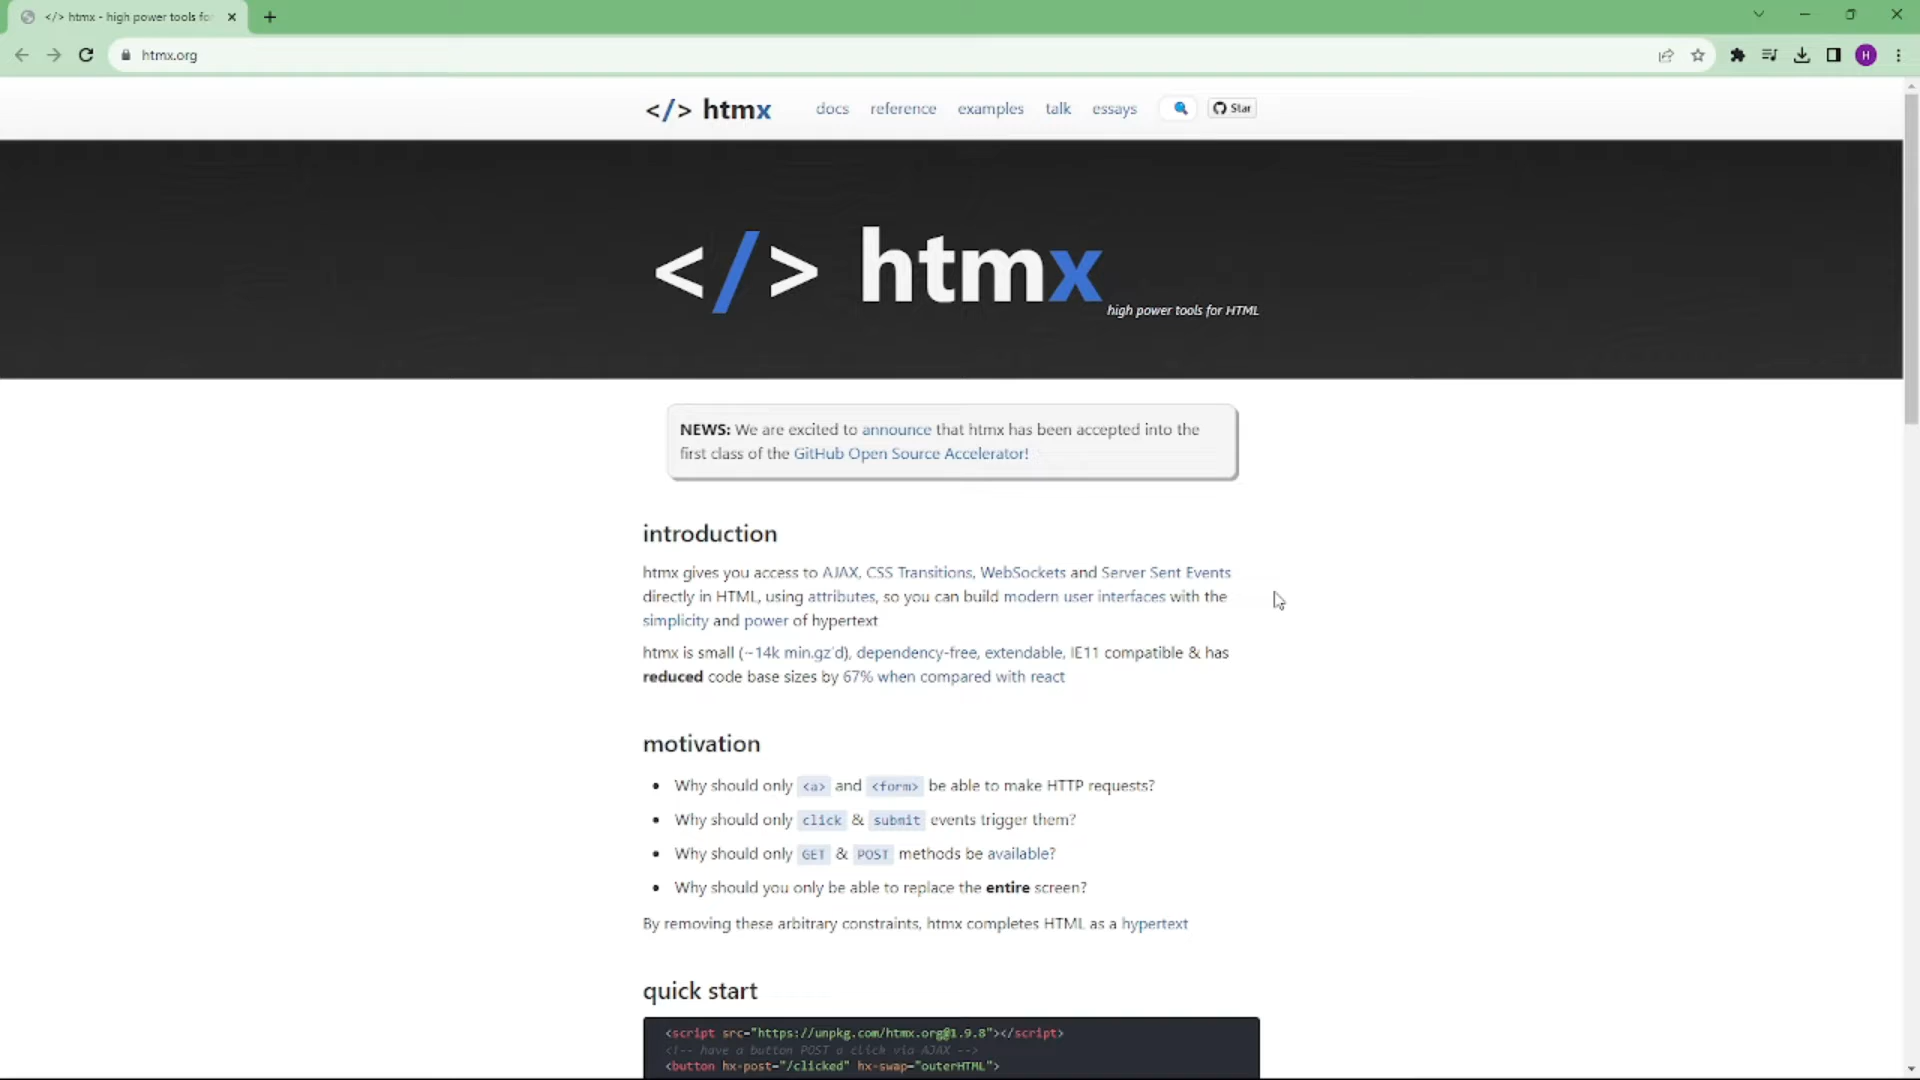 </> htmx - high power tools for
htmx.org
H
</> htmx docs reference examples talk essays Star
</> htmx
high power tools for HTML
NEWS: We are excited to announce that htmx has been accepted into the
first class of the GitHub Open Source Accelerator!
introduction
htmx gives you access to AJAX, CSS Transitions, WebSockets and Server Sent Events
directly in HTML, using attributes, so you can build modern user interfaces with the
simplicity and power of hypertext
htmx is small (~14k min.gz'd), dependency-free, extendable, IE11 compatible & has
reduced code base sizes by 67% when compared with react
motivation
• Why should only <a> and <form> be able to make HTTP requests?
• Why should only click & submit events trigger them?
• Why should only GET & POST methods be available?
• Why should you only be able to replace the entire screen?
By removing these arbitrary constraints, htmx completes HTML as a hypertext
quick start
<script src="https://unpkg.com/htmx.org@1.9.8"></script>
<!-- have a button POST a click via AJAX -->
<button hx-post="/clicked" hx-swap="outerHTML">